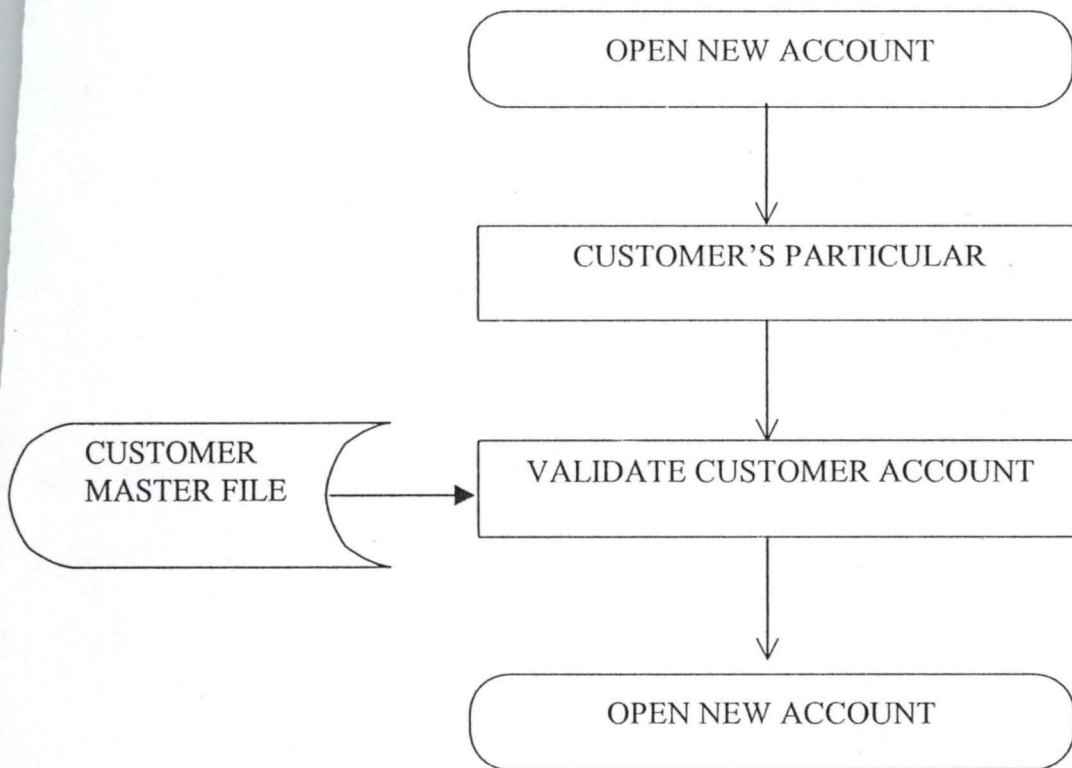 OPEN NEW ACCOUNT
CUSTOMER'S PARTICULAR
CUSTOMER
MASTER FILE
VALIDATE CUSTOMER ACCOUNT
OPEN NEW ACCOUNT